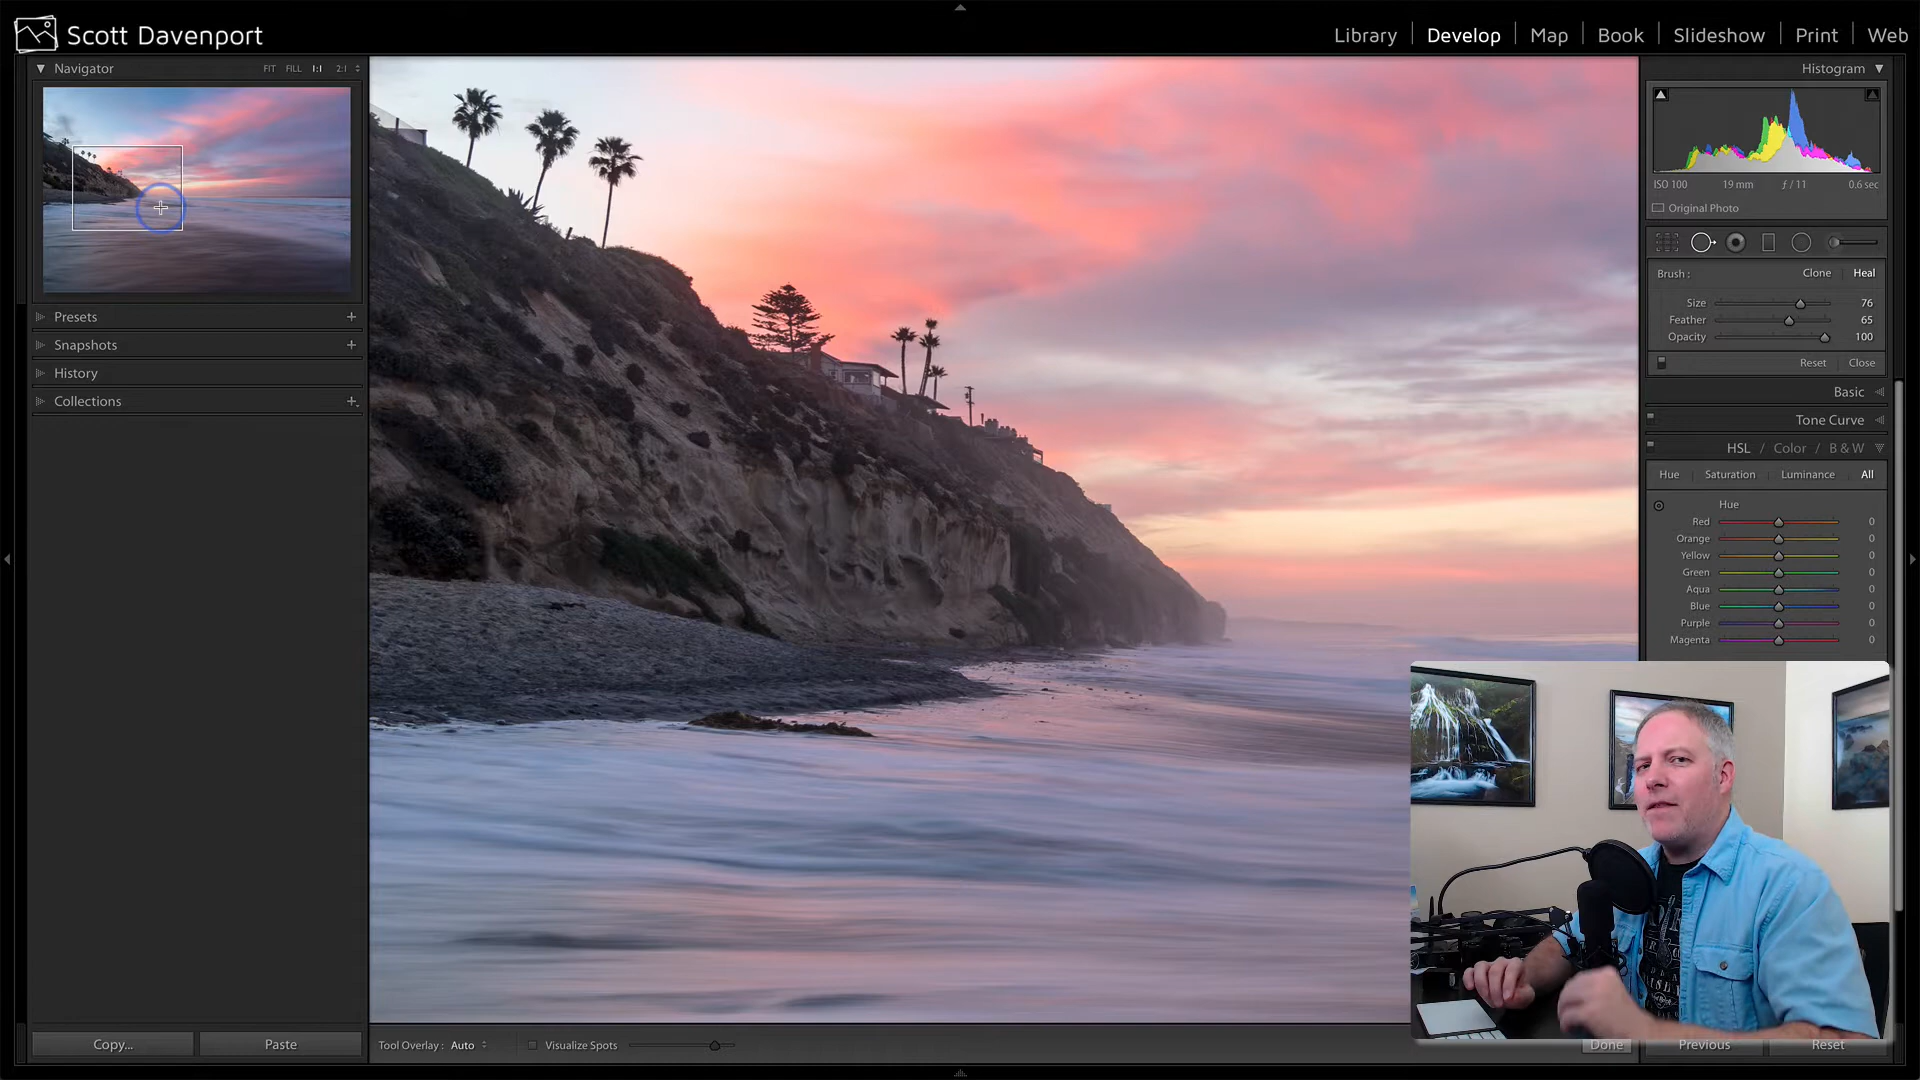 Scott Davenport
Library Develop Map Book Slideshow Print Web
Navigator FIT FILL 1:1 2:1
Presets
Snapshots
History
Collections
Copy... Paste
Tool Overlay : Auto Visualize Spots Done
Histogram
ISO 100 19 mm ƒ / 11 0.6 sec
Original Photo
Brush : Clone Heal
Size 76
Feather 65
Opacity 100
Reset Close
Basic
Tone Curve
HSL / Color / B & W
Hue Saturation Luminance All
Hue
Red 0
Orange 0
Yellow 0
Green 0
Aqua 0
Blue 0
Purple 0
Magenta 0
Previous Reset